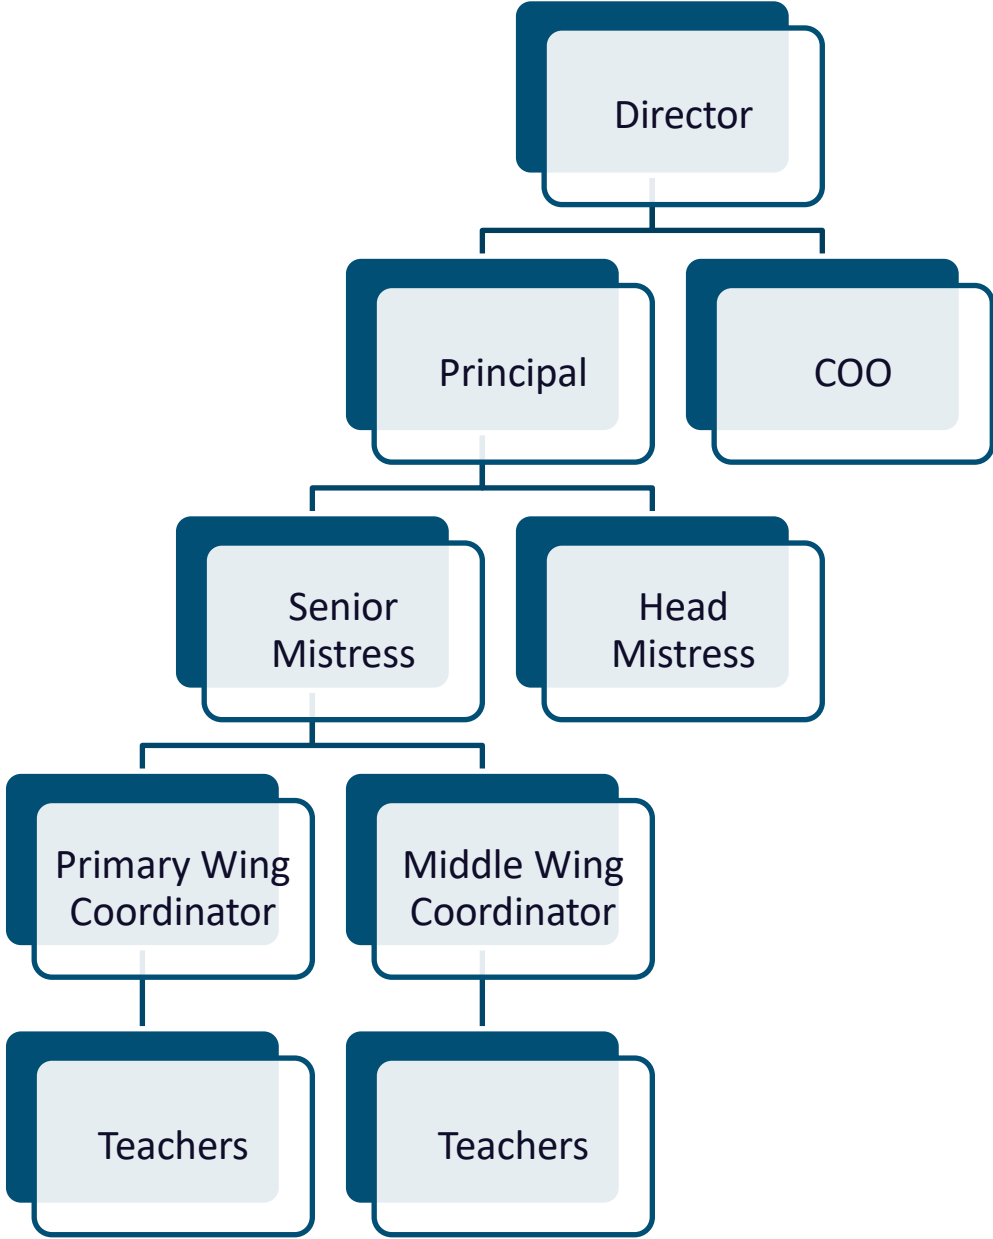 Director
Principal
COO
Senior
Mistress
Head
Mistress
Primary Wing
Coordinator
Middle Wing
Coordinator
Teachers
Teachers